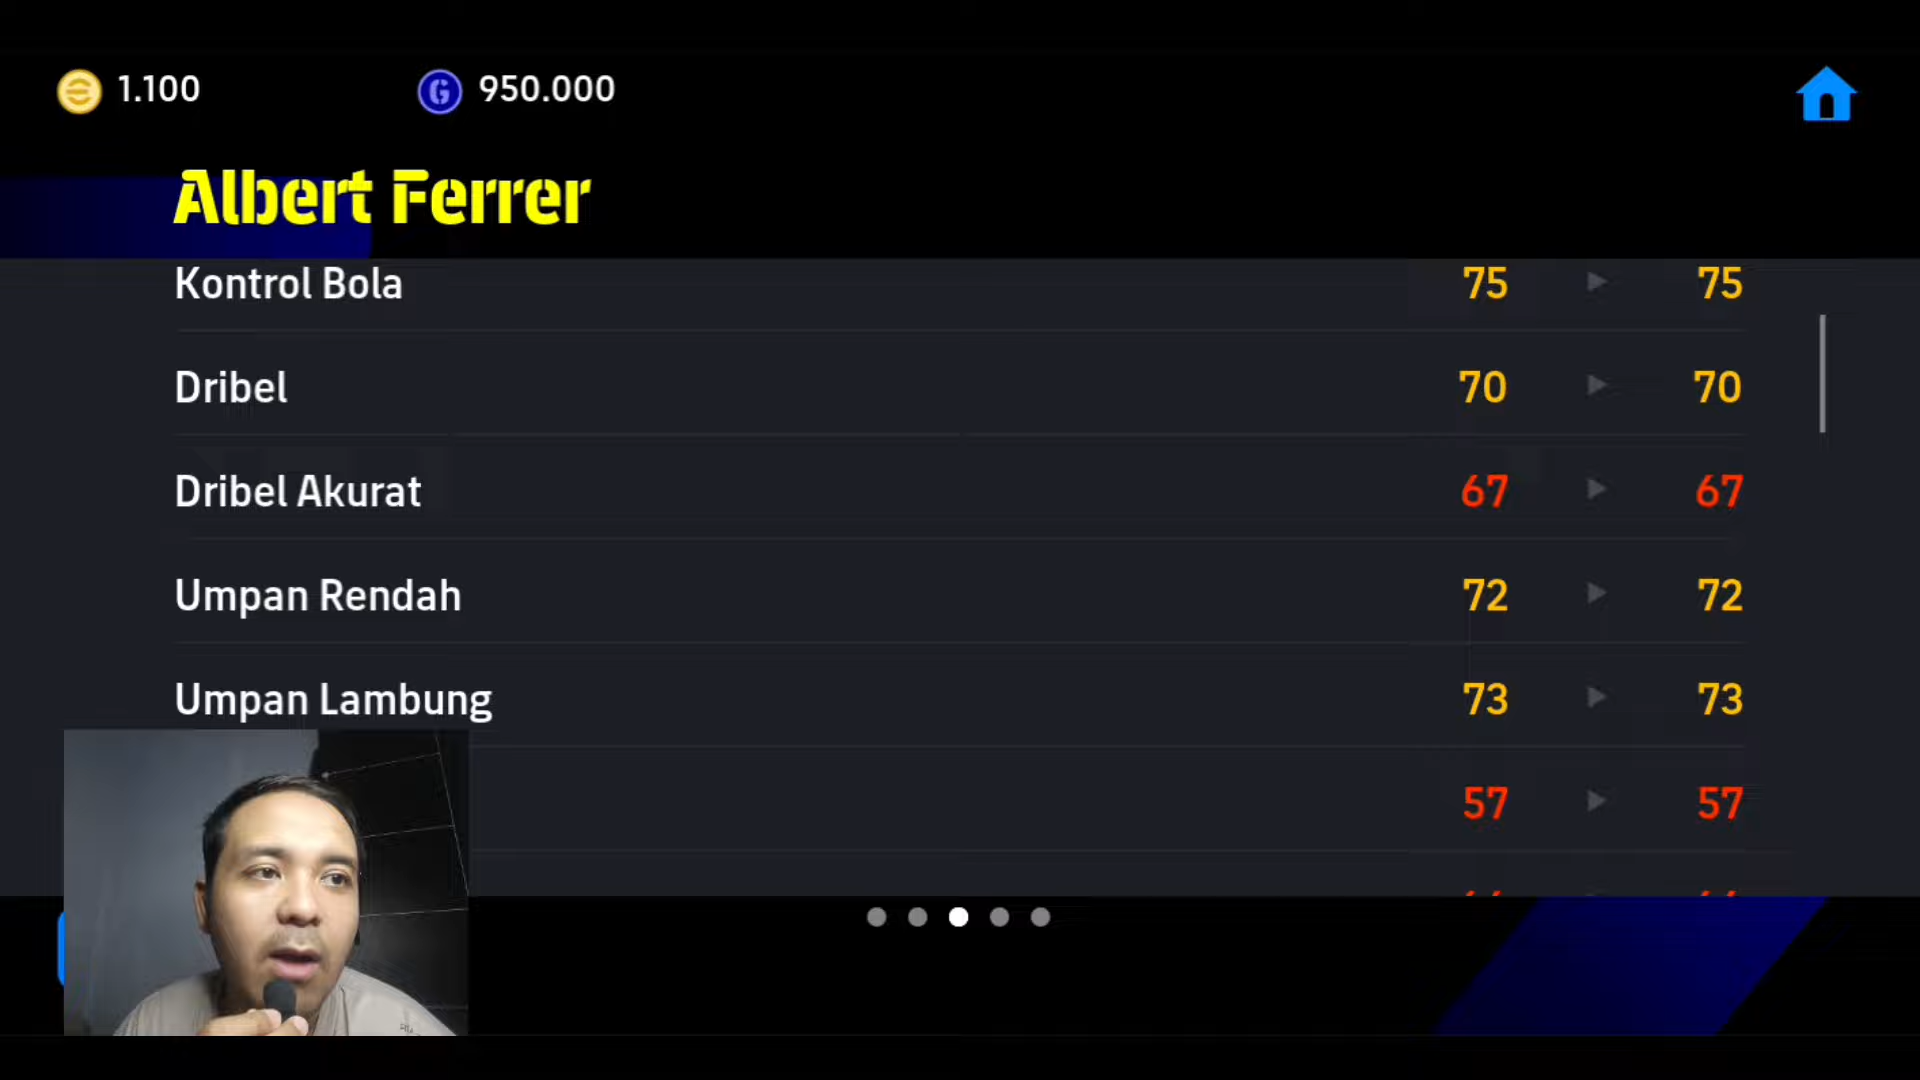 1.100
950.000
Albert Ferrer
Kontrol Bola 75 75
Dribel 70 70
Dribel Akurat 67 67
Umpan Rendah 72 72
Umpan Lambung 73 73
57 57